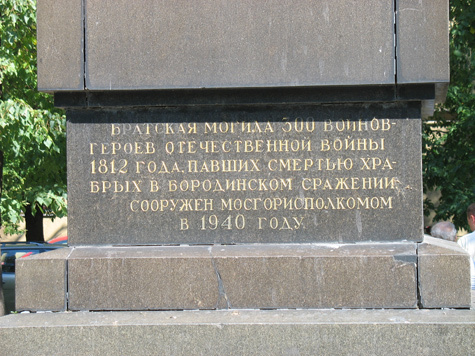 БРАТСКАЯ МОГИЛА 300 ВОИНОВ-
ГЕРОЕВ ОТЕЧЕСТВЕННОЙ ВОЙНЫ
1812 ГОДА, ПАВШИХ СМЕРТЬЮ ХРА-
БРЫХ В БОРОДИНСКОМ СРАЖЕНИИ.
СООРУЖЕН МОСГОРИСПОЛКОМОМ
В 1940 ГОДУ.